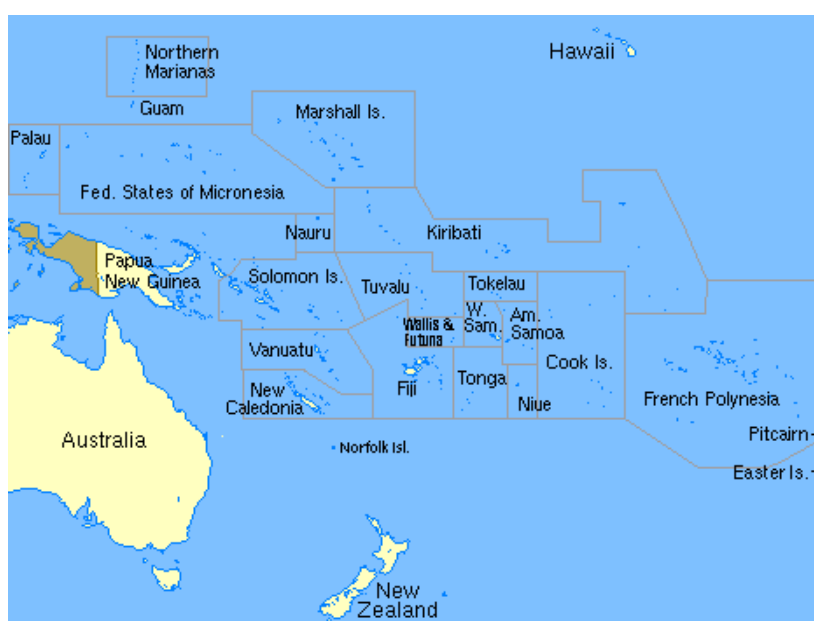 Hawaii
Northern
Marianas
Guam
Marshall Is.
Palau
Fed. States of Micronesia
Nauru
Kiribati
Papua
New Guinea
Solomon Is.
Tuvalu
Tokelau
W.
Sam.
Am.
Samoa
Wallis &
Futuna
Vanuatu
Cook Is.
Fiji
Tonga
New
Caledonia
Niue
French Polynesia
Pitcairn
Australia
Norfolk Isl.
Easter Is.
New
Zealand